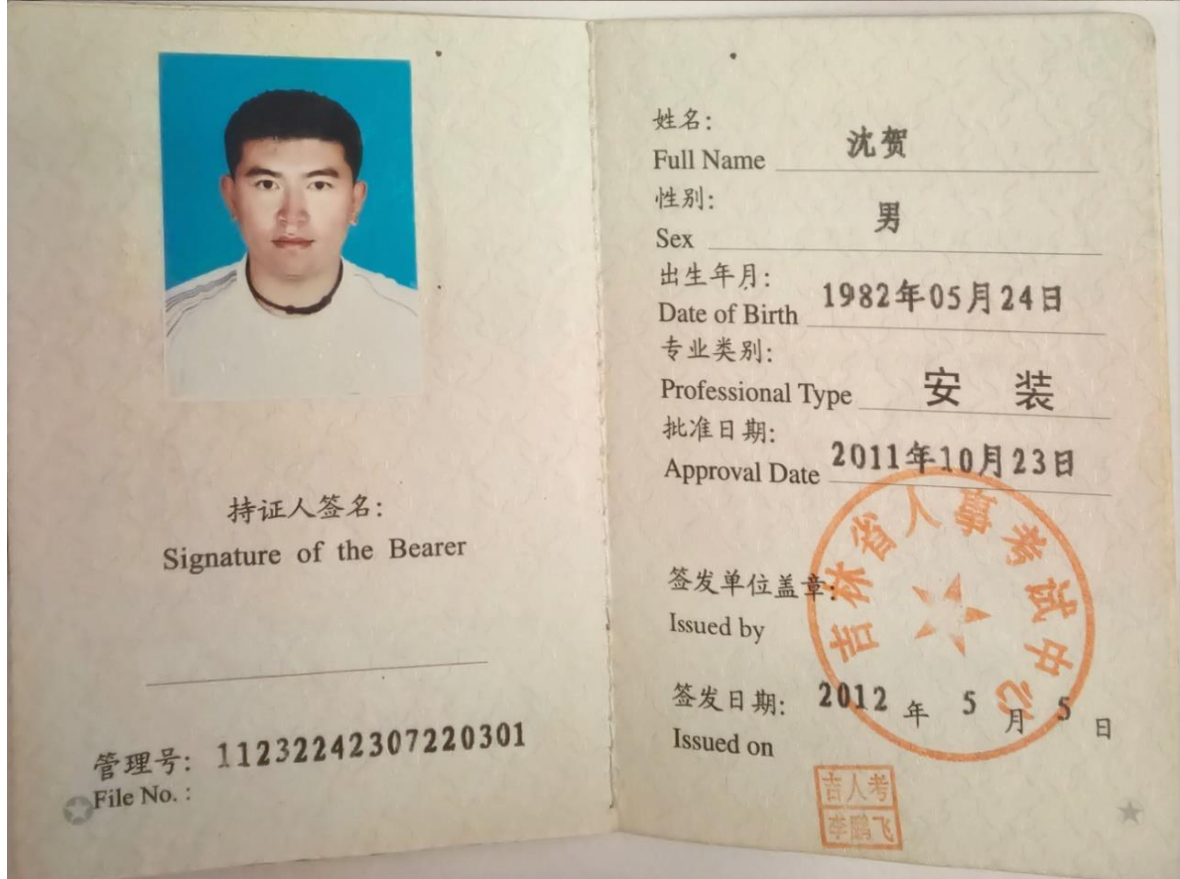 持证人签名:
Signature of the Bearer
管理号: 11232242307220301
File No. :
姓名:
Full Name 沈贺
性别:
Sex 男
出生年月:
Date of Birth 1982年05月24日
专业类别:
Professional Type 安 装
批准日期:
Approval Date 2011年10月23日
签发单位盖章:
Issued by
吉林省人事考试中心
签发日期: 2012 年 5 月 5 日
Issued on
吉人考
李鹏飞